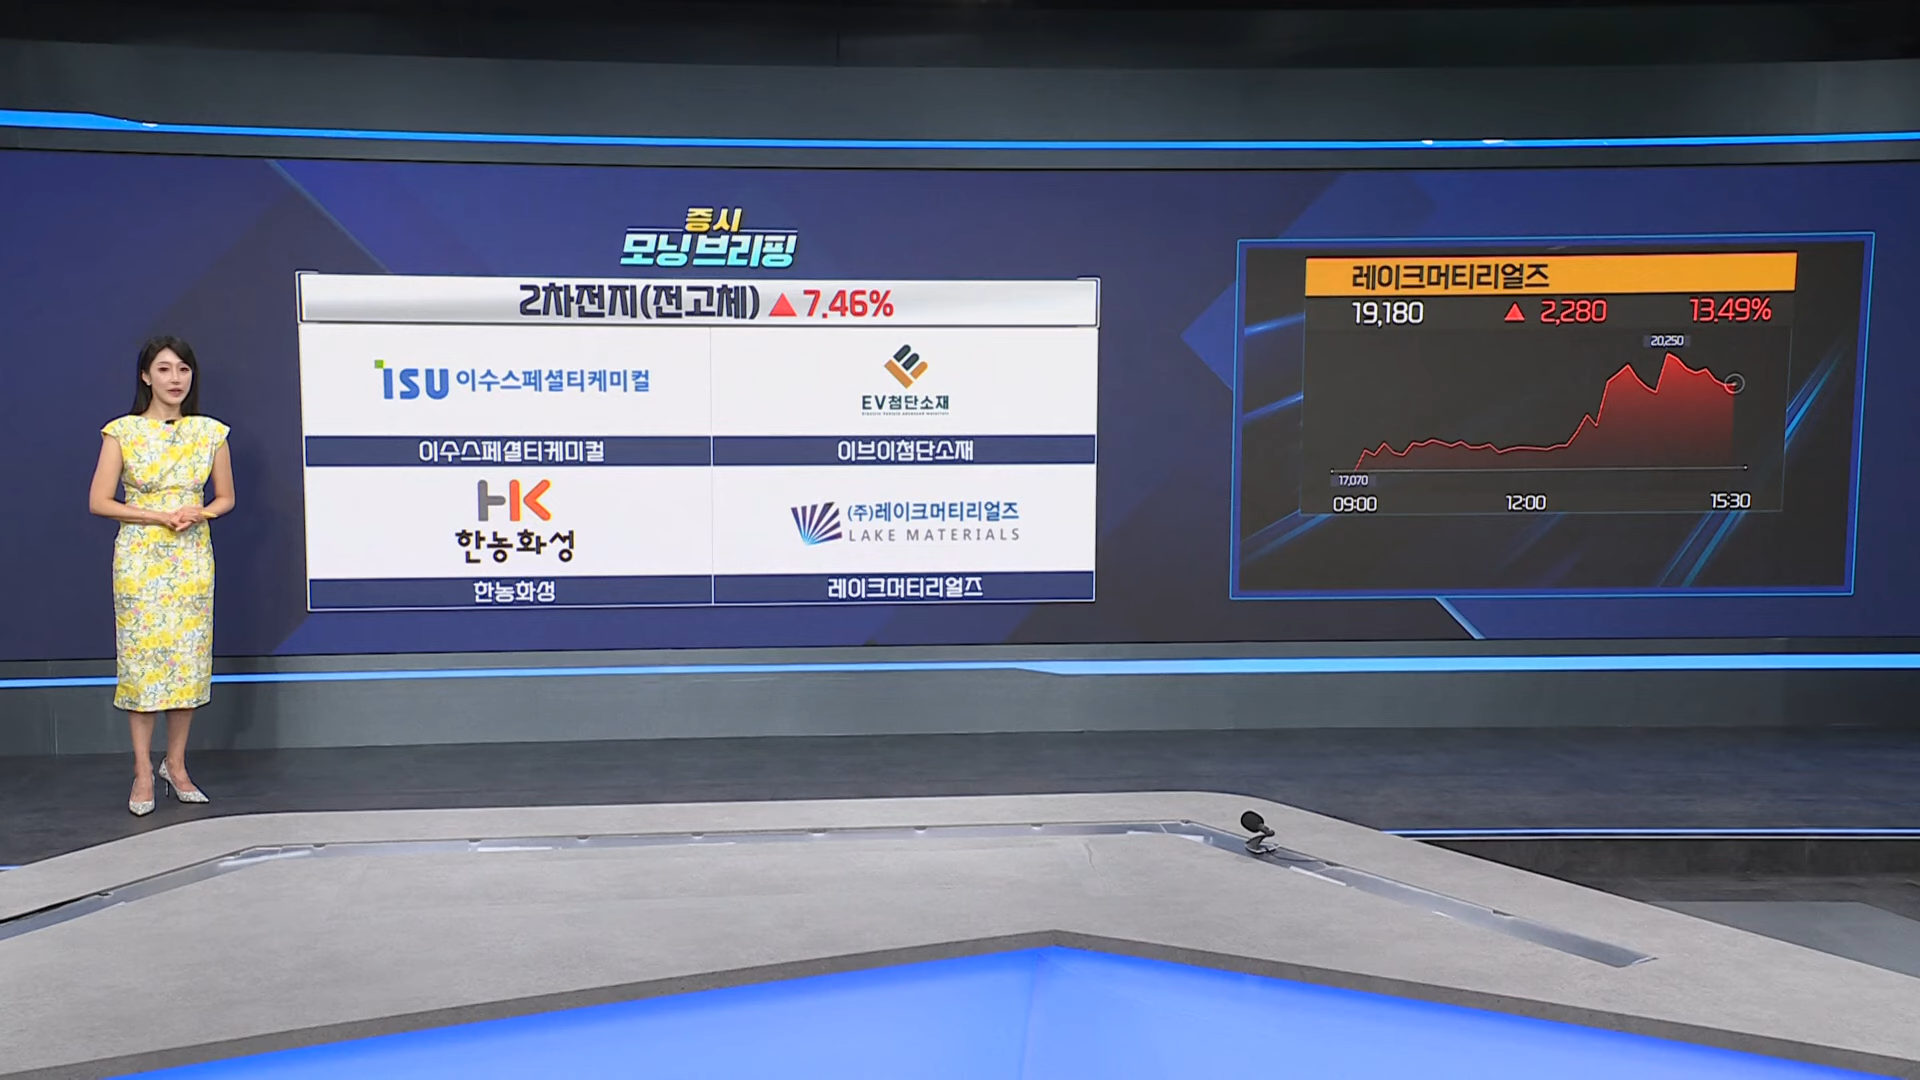 증시
모닝 브리핑
2차전지(전고체) ▲7.46%
ISU 이수스페셜티케미컬
EV첨단소재
이수스페셜티케미컬
이브이첨단소재
HK
한농화성
(주)레이크머티리얼즈
LAKE MATERIALS
한농화성
레이크머티리얼즈
레이크머티리얼즈
19,180 ▲ 2,280 13.49%
20,250
17,070
09:00 12:00 15:30